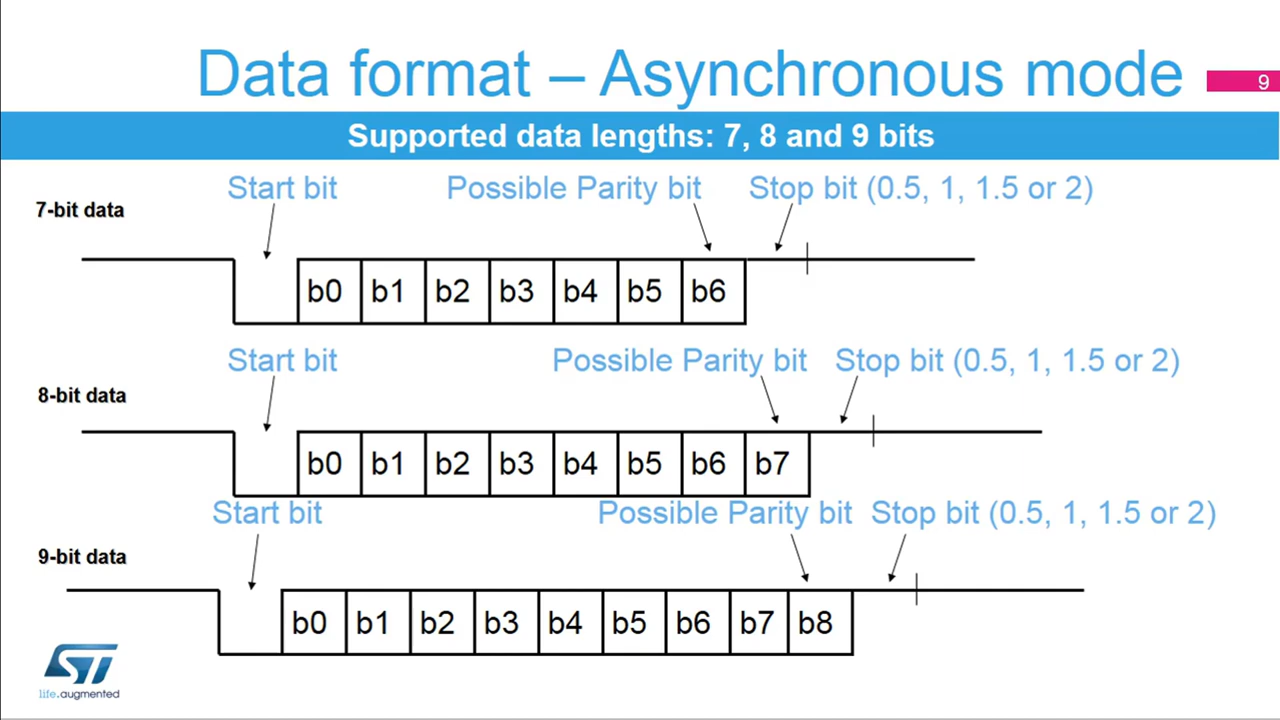 Data format – Asynchronous mode
9
Supported data lengths: 7, 8 and 9 bits
Start bit
Possible Parity bit
Stop bit (0.5, 1, 1.5 or 2)
7-bit data
b0 b1 b2 b3 b4 b5 b6
Start bit
Possible Parity bit
Stop bit (0.5, 1, 1.5 or 2)
8-bit data
b0 b1 b2 b3 b4 b5 b6 b7
Start bit
Possible Parity bit
Stop bit (0.5, 1, 1.5 or 2)
9-bit data
b0 b1 b2 b3 b4 b5 b6 b7 b8
ST
life.augmented